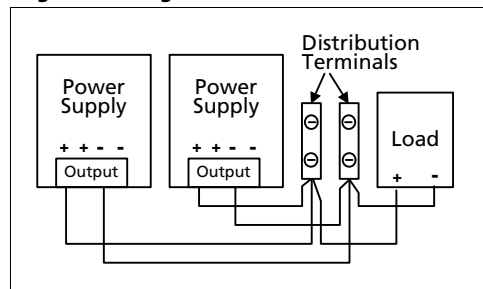 Distribution
Terminals
Power
Supply
+ + - -
Output
Power
Supply
+ + - -
Output
Load
+ -